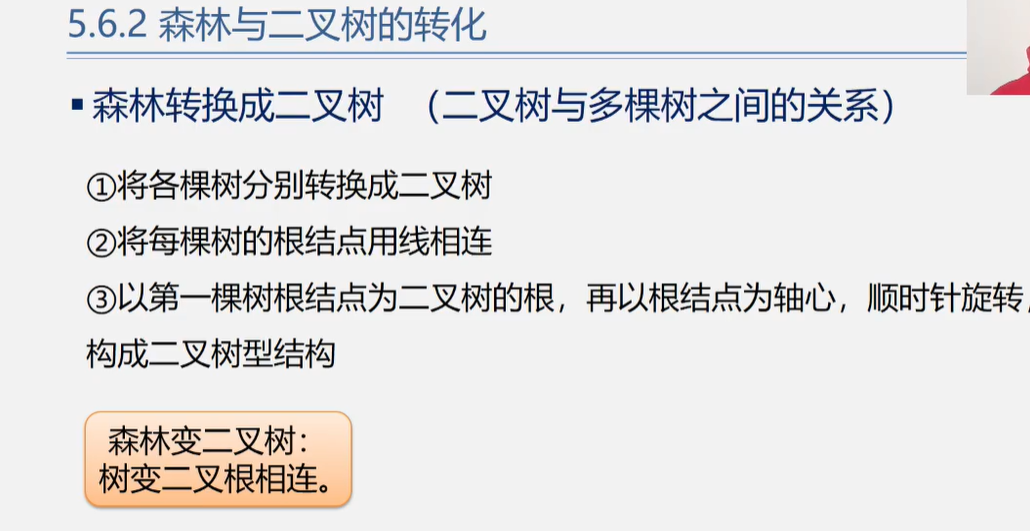 5.6.2 森林与二叉树的转化
▪ 森林转换成二叉树 （二叉树与多棵树之间的关系）
①将各棵树分别转换成二叉树
②将每棵树的根结点用线相连
③以第一棵树根结点为二叉树的根，再以根结点为轴心，顺时针旋转，
构成二叉树型结构
森林变二叉树：
树变二叉根相连。